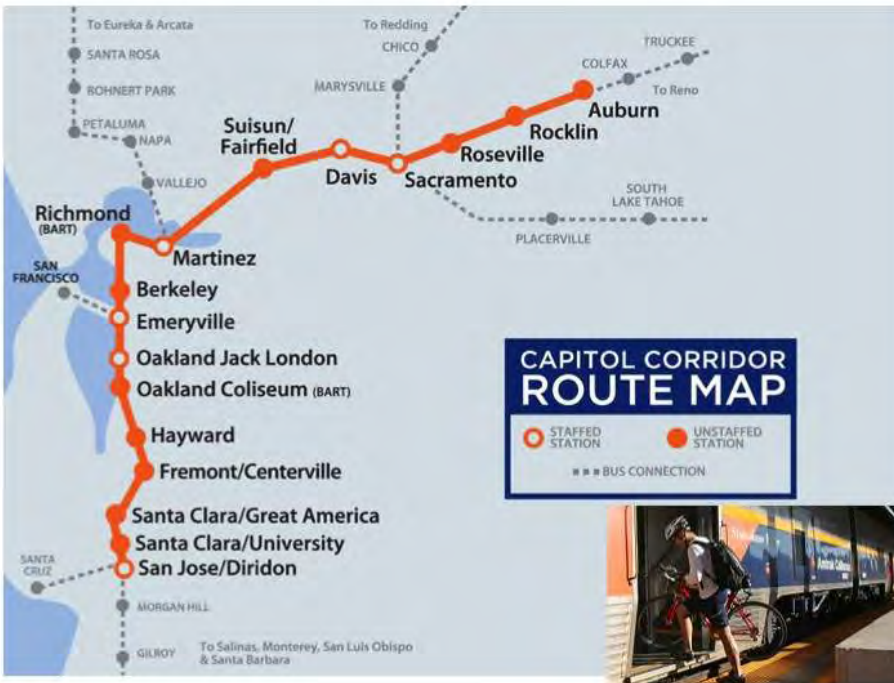 To Eureka & Arcata
SANTA ROSA
ROHNERT PARK
PETALUMA
NAPA
VALLEJO
To Redding
CHICO
MARYSVILLE
TRUCKEE
COLFAX
To Reno
Auburn
Rocklin
Roseville
Sacramento
Davis
Suisun/
Fairfield
SOUTH
LAKE TAHOE
PLACERVILLE
Richmond
(BART)
Martinez
SAN
FRANCISCO
Berkeley
Emeryville
Oakland Jack London
Oakland Coliseum (BART)
Hayward
Fremont/Centerville
Santa Clara/Great America
Santa Clara/University
San Jose/Diridon
SANTA
CRUZ
MORGAN HILL
GILROY
To Salinas, Monterey, San Luis Obispo
& Santa Barbara
CAPITOL CORRIDOR
ROUTE MAP
STAFFED
STATION
UNSTAFFED
STATION
BUS CONNECTION
Amtrak California